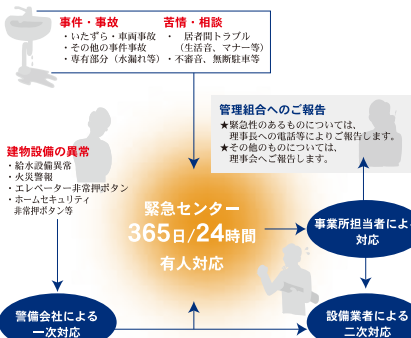 事件・事故
・いたずら・車両事故
・その他の事件事故
・専有部分（水漏れ等）
苦情・相談
・ 居者間トラブル
（生活音、マナー等）
・不審音、無断駐車等
管理組合へのご報告
★緊急性のあるものについては、
理事長への電話等によりご報告します。
★その他のものについては、
理事会へご報告します。
建物設備の異常
・給水設備異常
・火災警報
・エレベーター非常押ボタン
・ホームセキュリティ
非常押ボタン等
緊急センター
365日/24時間
有人対応
事業所担当者によ
対応
警備会社による
一次対応
設備業者による
二次対応